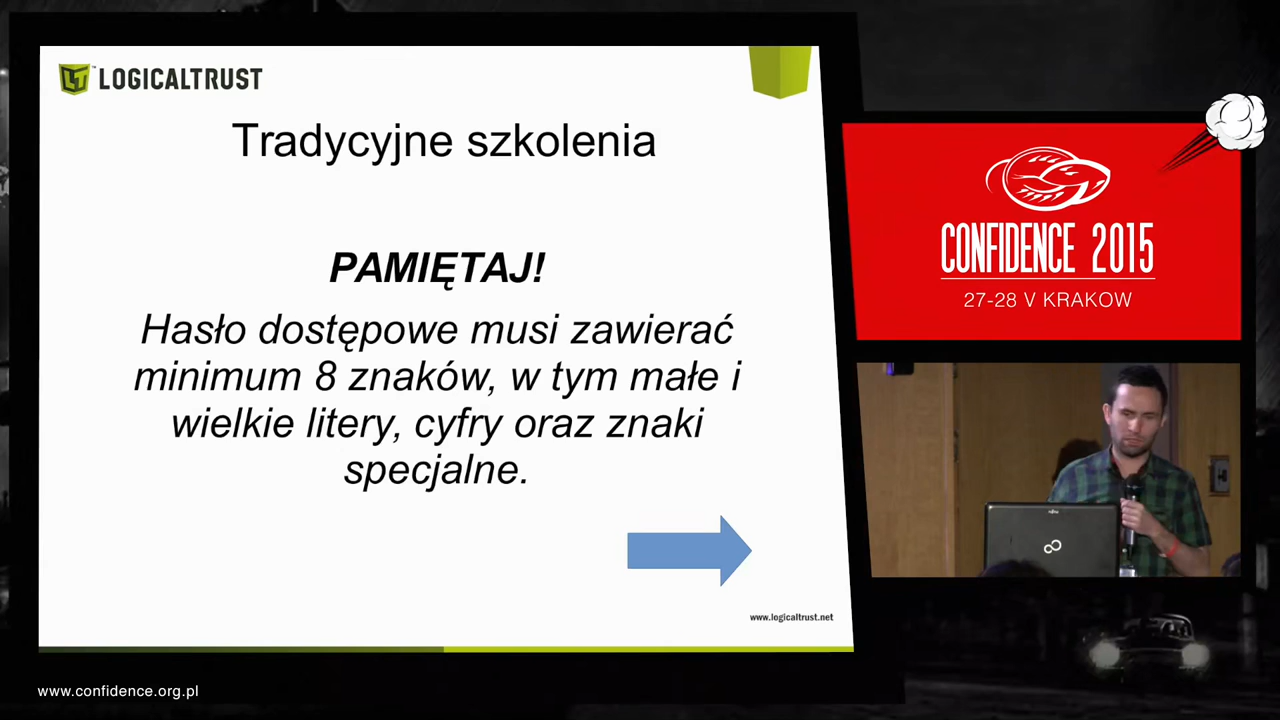 LOGICALTRUST
Tradycyjne szkolenia
PAMIĘTAJ!
Hasło dostępowe musi zawierać
minimum 8 znaków, w tym małe i
wielkie litery, cyfry oraz znaki
specjalne.
www.logicaltrust.net
CONFIDENCE 2015
27-28 V KRAKOW
www.confidence.org.pl